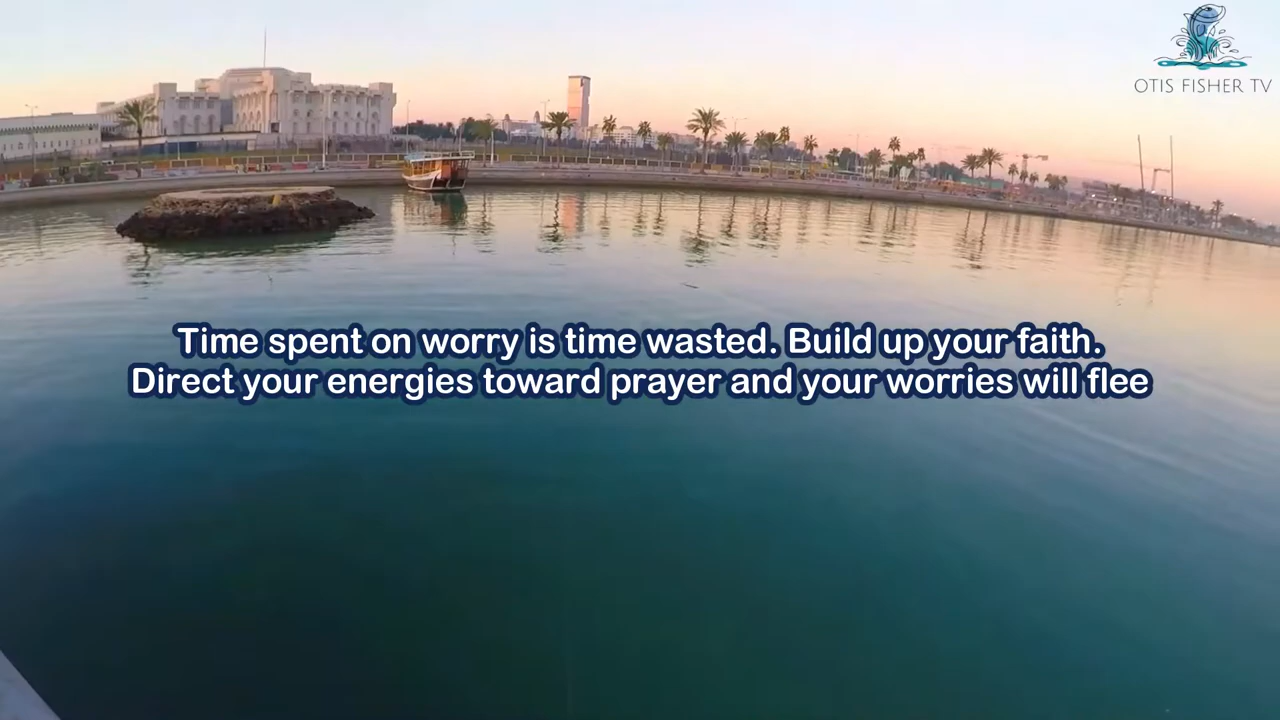 OTIS FISHER TV
Time spent on worry is time wasted. Build up your faith.
Direct your energies toward prayer and your worries will flee